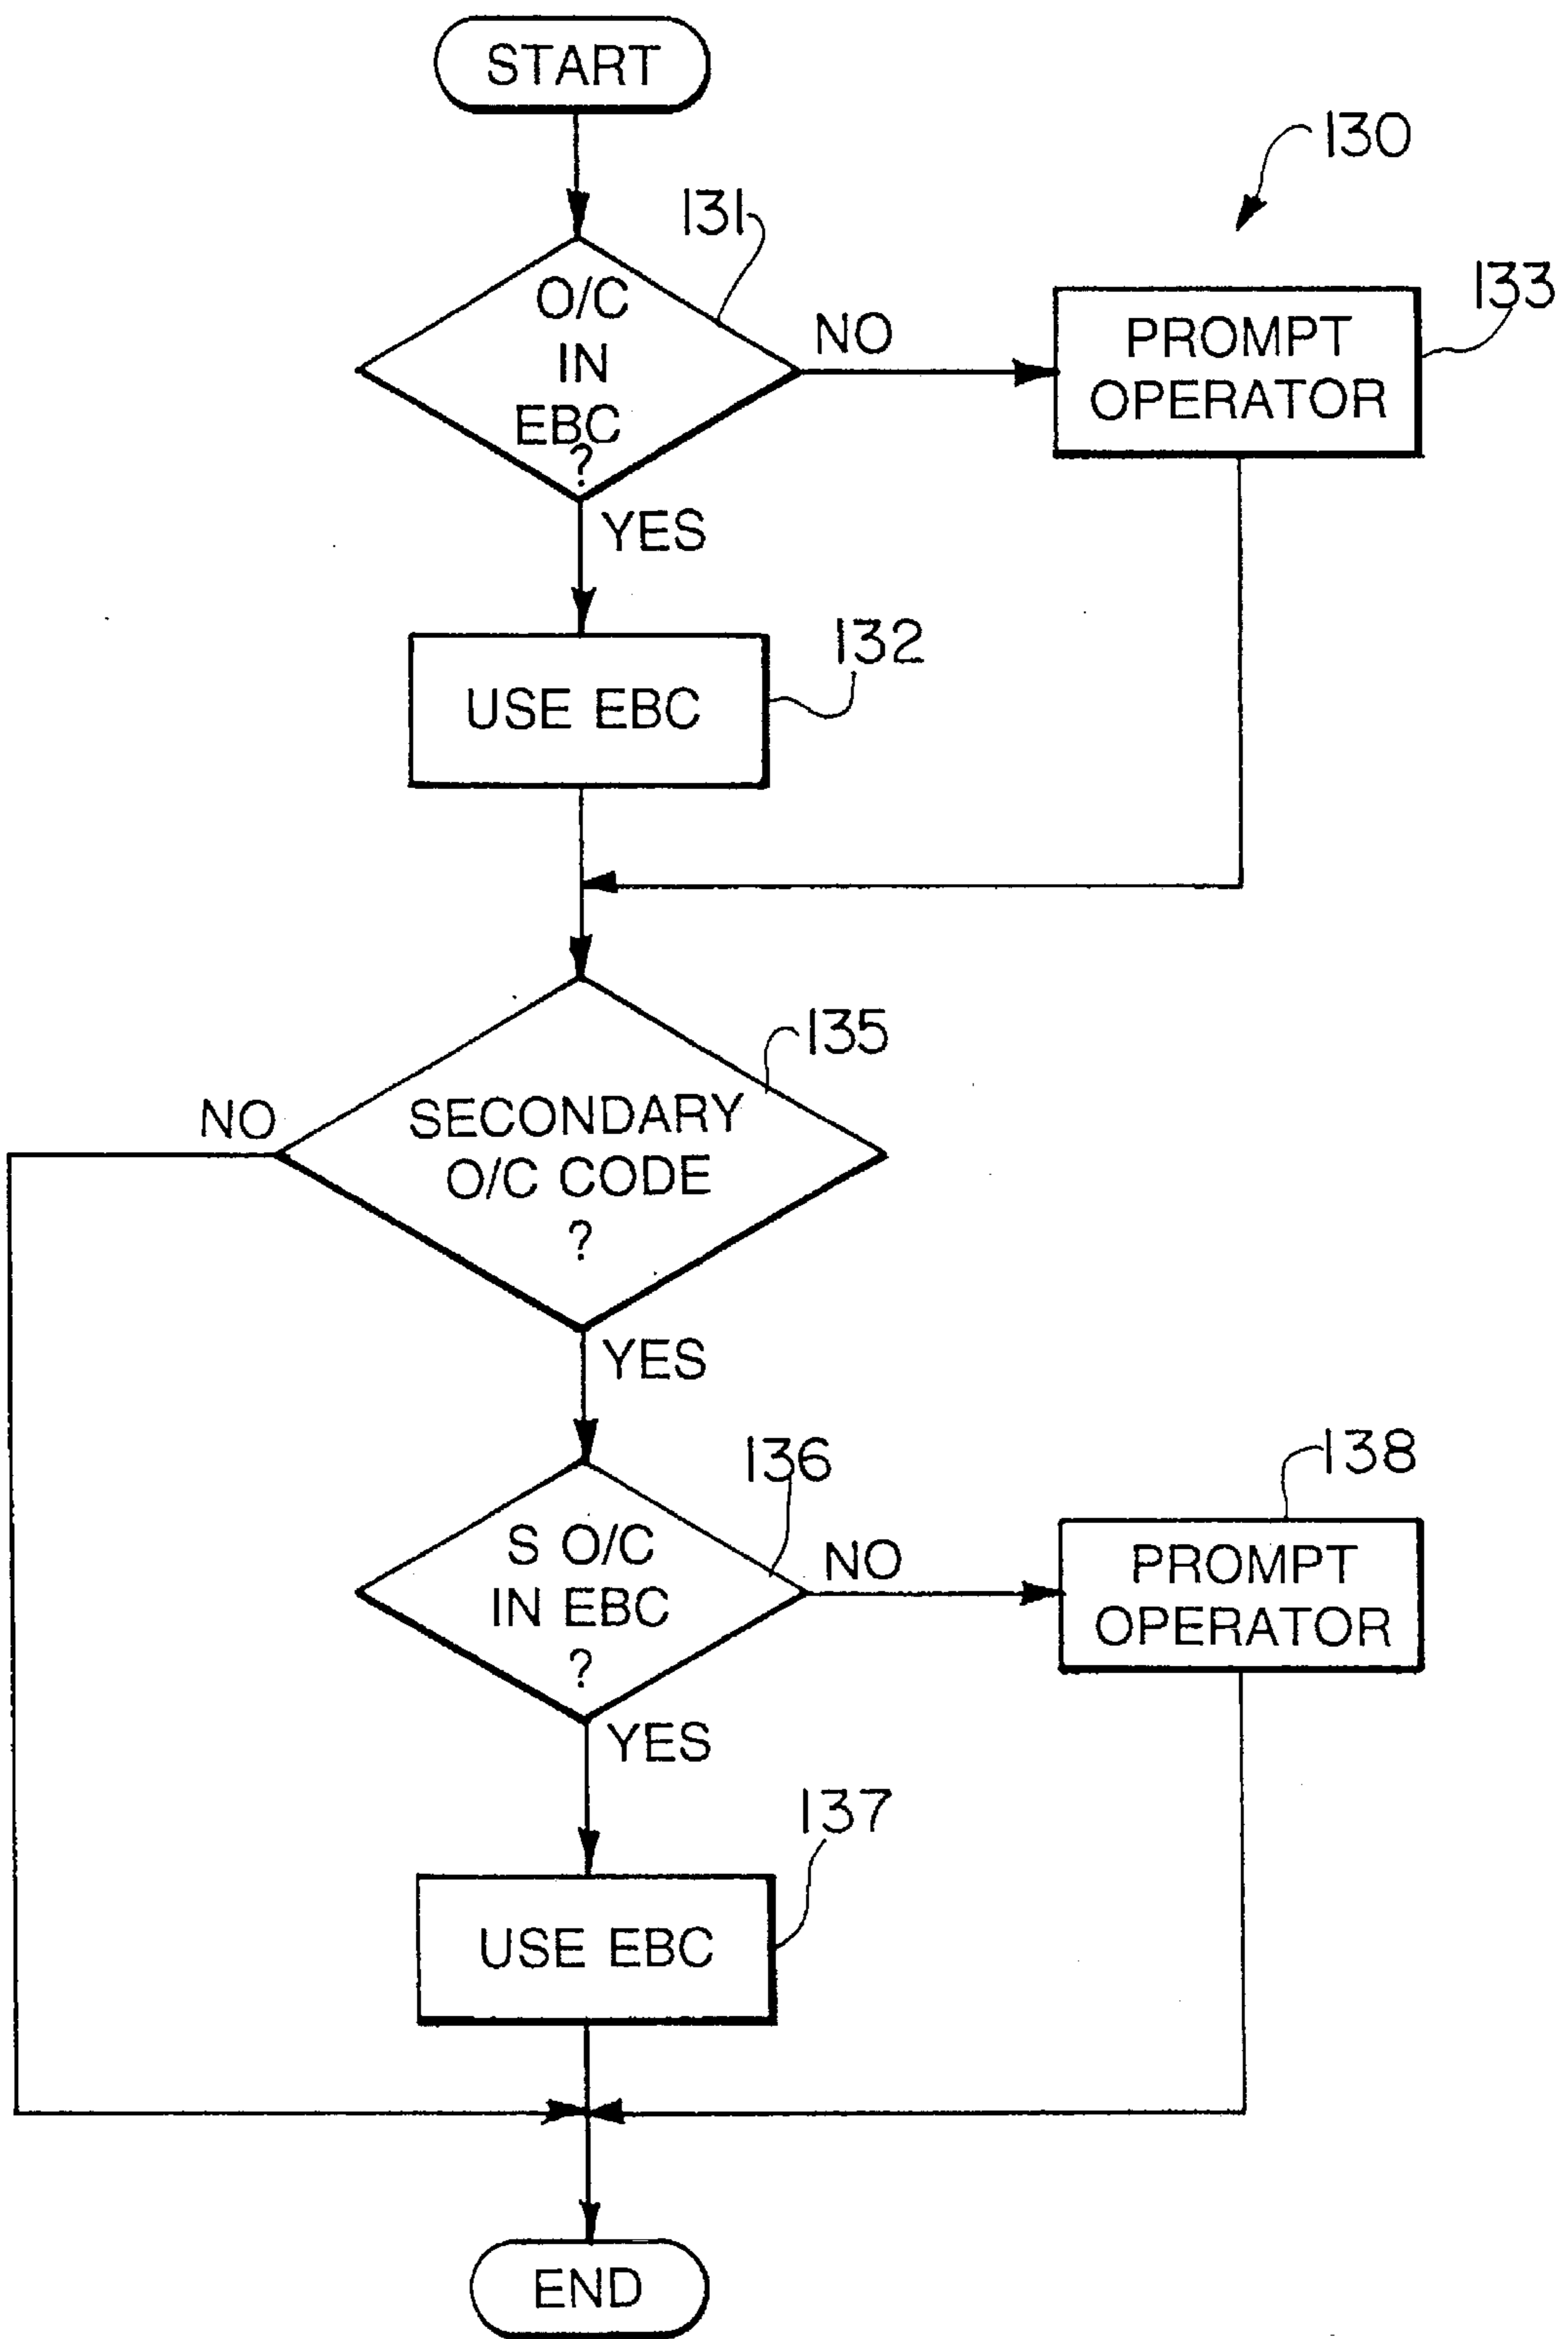 START
130
131
O/C
IN
EBC
?
NO
133
PROMPT
OPERATOR
YES
132
USE EBC
135
NO
SECONDARY
O/C CODE
?
YES
136
138
S O/C
IN EBC
?
NO
PROMPT
OPERATOR
YES
137
USE EBC
END